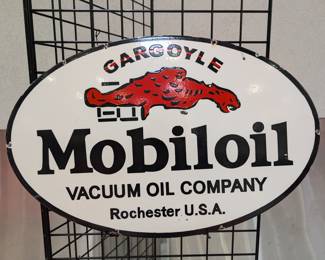 GARGOYLE
Mobiloil
VACUUM OIL COMPANY
Rochester U.S.A.